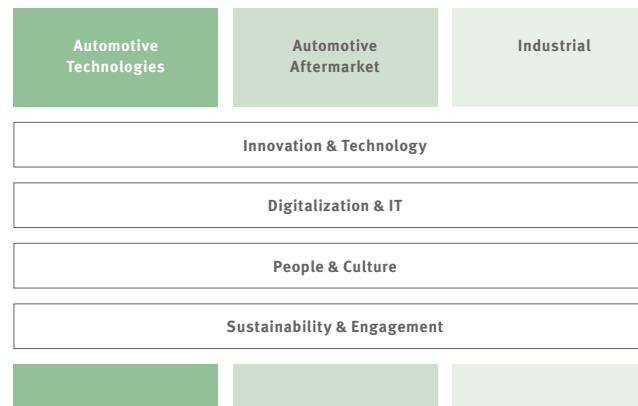 Automotive
Technologies
Automotive
Aftermarket
Industrial
Innovation & Technology
Digitalization & IT
People & Culture
Sustainability & Engagement